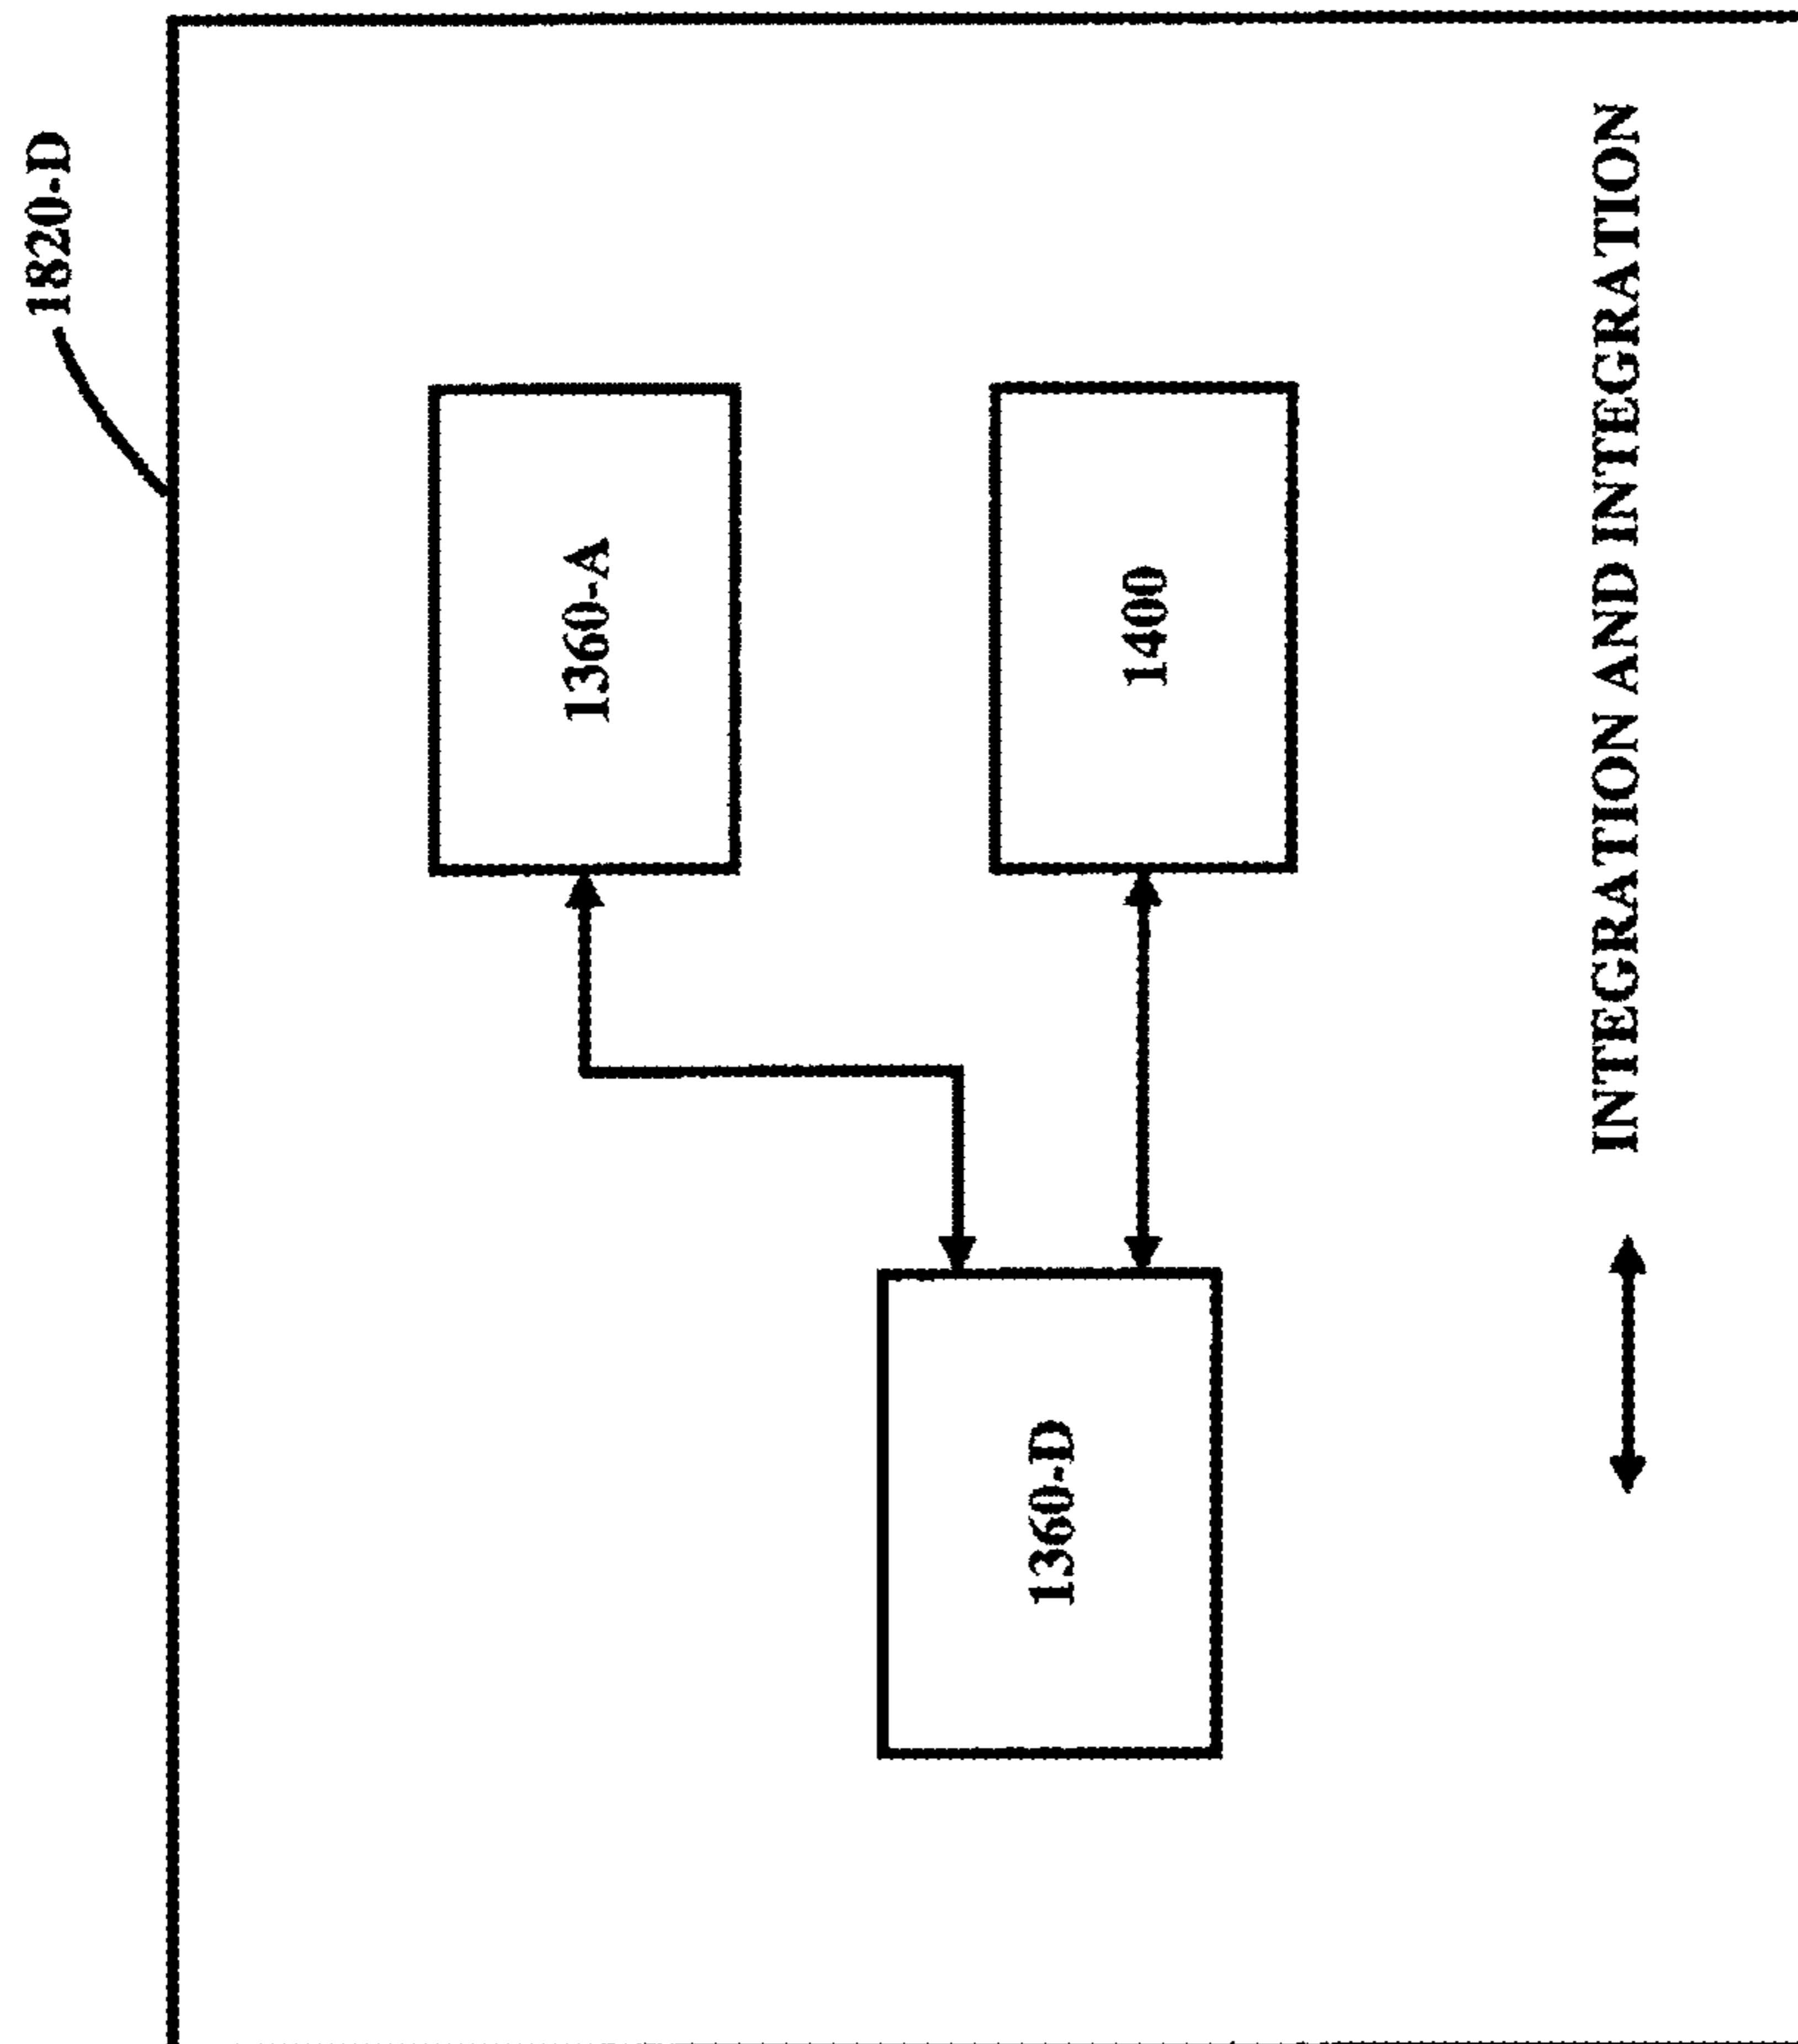 1820-D
1360-A
1360-D
1400
INTEGRATION AND INTEGRATION